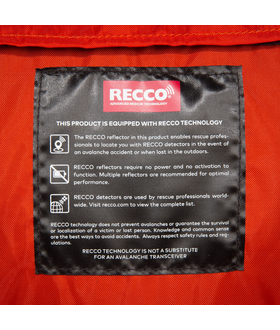 RECCO
ADVANCED RESCUE TECHNOLOGY
THIS PRODUCT IS EQUIPPED WITH RECCO TECHNOLOGY
The RECCO reflector in this product enables rescue profes-
sionals to locate you with RECCO detectors in the event of
an avalanche accident or when lost in the outdoors.
RECCO reflectors require no power and no activation to
function. Multiple reflectors are recommended for optimal
performance.
RECCO detectors are used by rescue professionals world-
wide. Visit recco.com to view the complete list.
RECCO technology does not prevent avalanches or guarantee the survival
or localization of a victim or lost person. Knowledge and common sense
are the best ways to avoid accidents. Always respect safety rules and regu-
lations.
RECCO TECHNOLOGY IS NOT A SUBSTITUTE
FOR AN AVALANCHE TRANSCEIVER